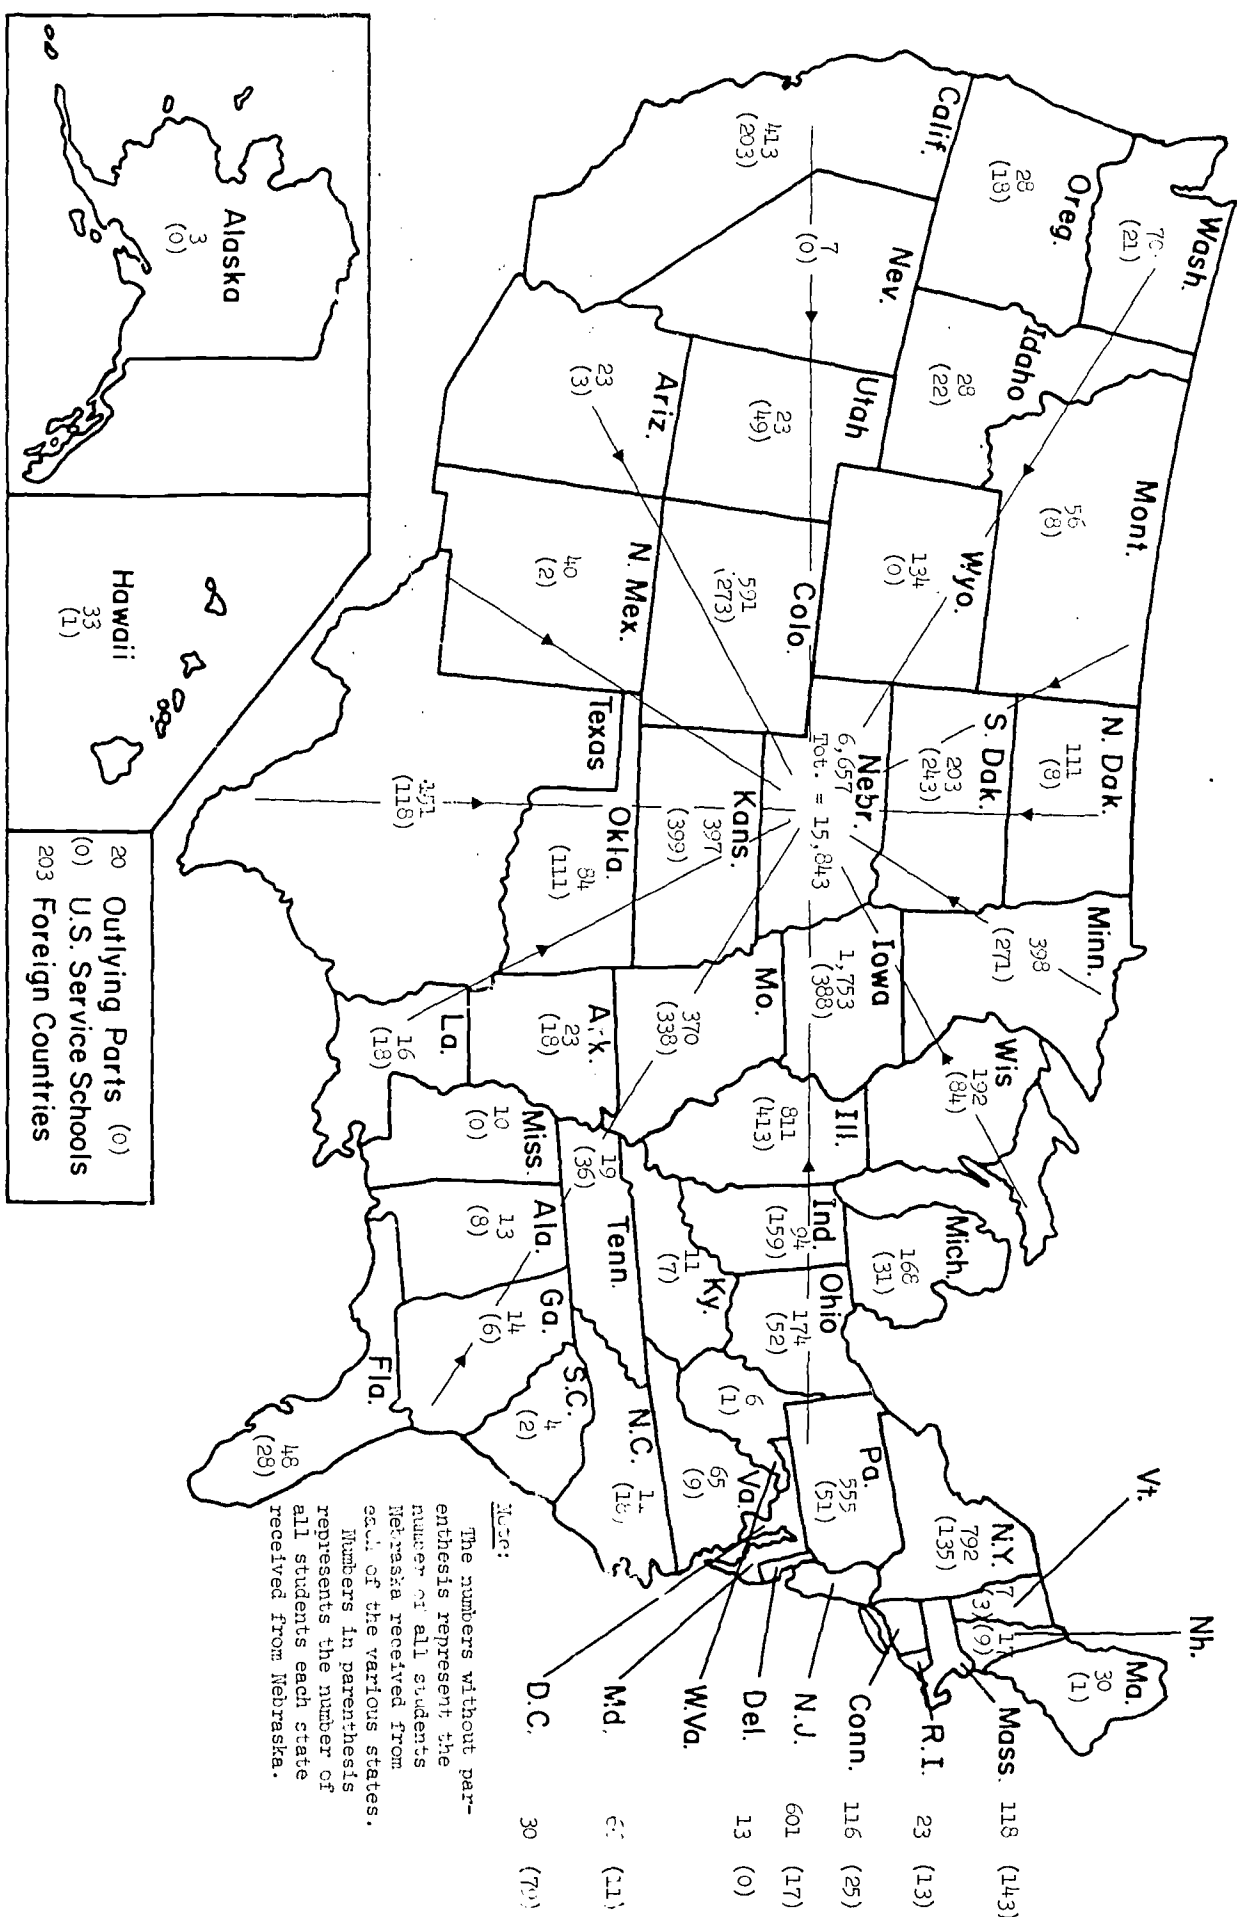 Wash.
(21)
Oreg.
28
(18)
Calif.
413
(203)
Nev.
7
(0)
Idaho
28
(22)
Utah
23
(49)
Ariz.
23
(3)
Mont.
56
(8)
Wyo.
134
(0)
Colo.
591
(273)
N. Mex.
40
(2)
N. Dak.
111
(8)
S. Dak.
203
(243)
Nebr.
6,657
Tot. = 15,843
Kans.
397
(399)
Okla.
84
(111)
Texas
(118)
Minn.
398
(271)
Iowa
1,753
(388)
Mo.
370
(338)
Ark.
23
(18)
La.
16
(18)
Wis
192
(84)
Ill.
811
(413)
Mich.
168
(31)
Ind.
94
(159)
Ohio
174
(52)
Ky.
11
(7)
Tenn.
19
(36)
Miss.
10
(0)
Ala.
13
(8)
Ga.
14
(6)
Fla.
48
(28)
S.C.
4
(2)
N.C.
Va.
65
(9)
6
(1)
Pa.
555
(51)
N.Y.
792
(135)
Vt.
7
(3)
Nh.
(9)
Ma.
30
(1)
Mass. 118 (143)
R.I. 23 (13)
Conn. 116 (25)
N.J. 601 (17)
Del. 13 (0)
W.Va.
Md.
D.C. 30
Alaska
3
(0)
Hawaii
33
(1)
20 Outlying Parts (0)
(0) U.S. Service Schools
203 Foreign Countries
Note:
The numbers without par-
enthesis represent the
number of all students
Nebraska received from
each of the various states.
Numbers in parenthesis
represents the number of
all students each state
received from Nebraska.